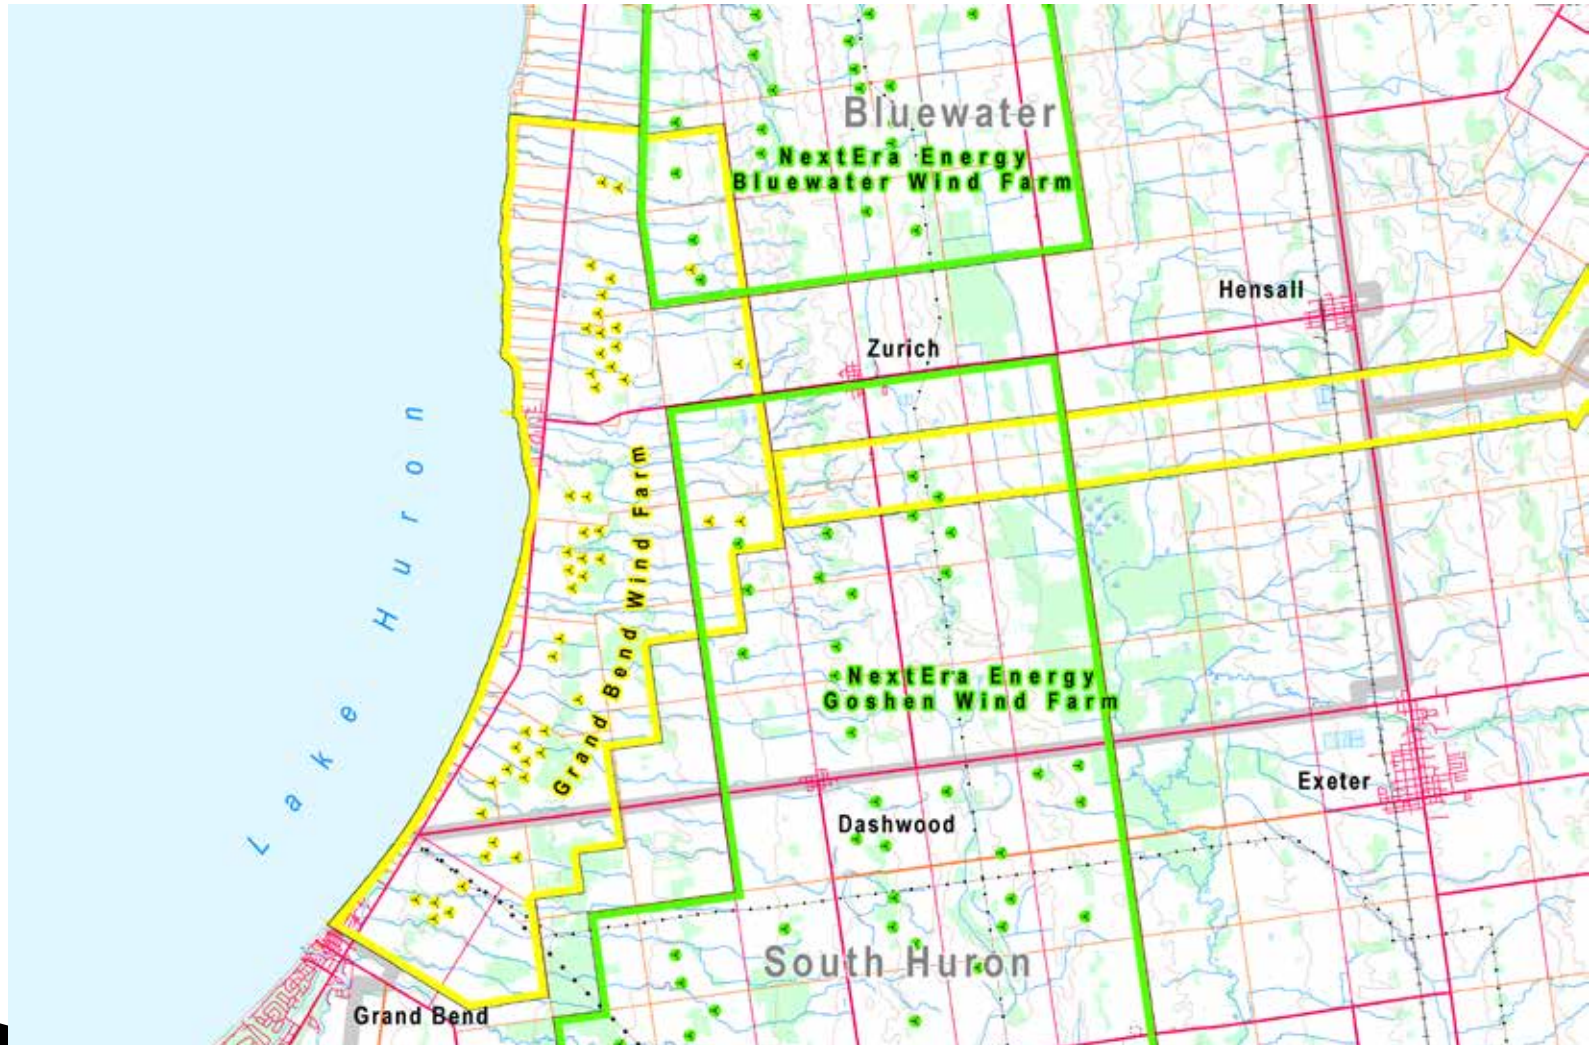 Bluewater
NextEra Energy
Bluewater Wind Farm
Hensall
Zurich
Lake Huron
Grand Bend Wind Farm
NextEra Energy
Goshen Wind Farm
Exeter
Dashwood
South Huron
Grand Bend